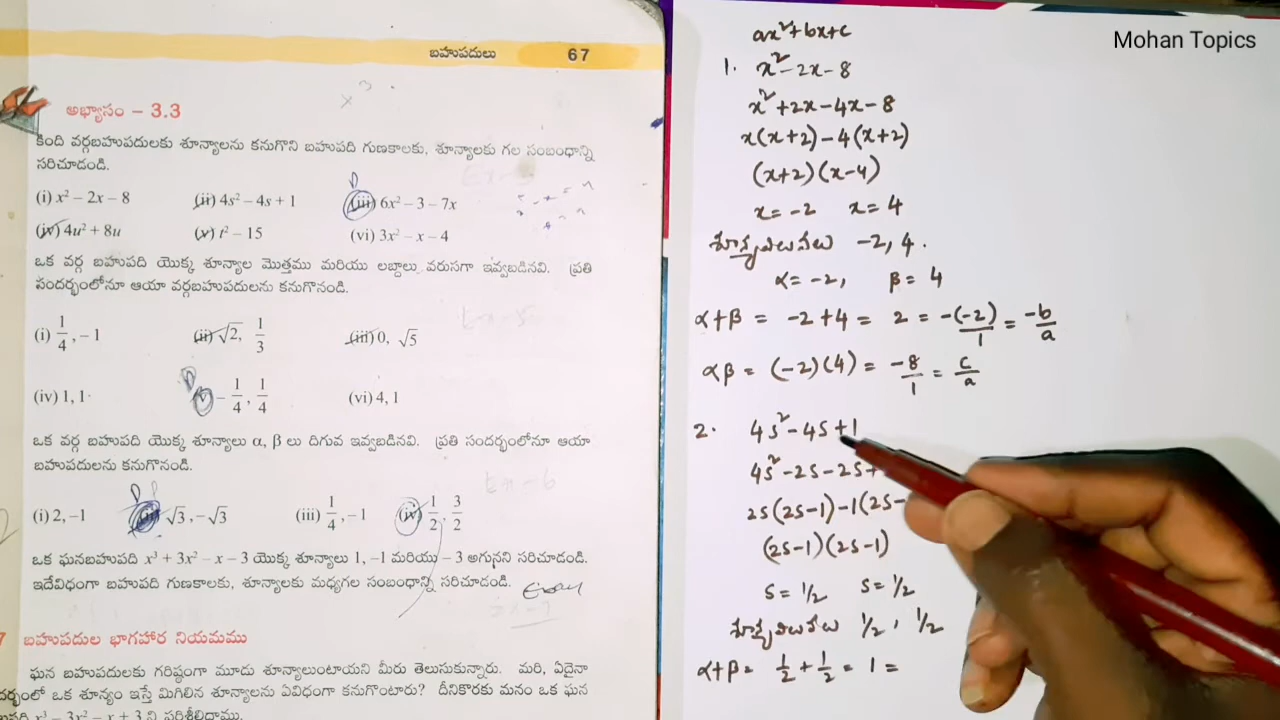 బహుపదులు 67
x³
అభ్యాసం – 3.3
కింది వర్గబహుపదులకు శూన్యాలను కనుగొని బహుపది గుణకాలకు, శూన్యాలకు గల సంబంధాన్ని
సరిచూడండి.
(i) x² – 2x – 8 (ii) 4s² – 4s + 1 (iii) 6x² – 3 – 7x
(iv) 4u² + 8u (v) t² – 15 (vi) 3x² – x – 4
ఒక వర్గ బహుపది యొక్క శూన్యాల మొత్తము మరియు లబ్దాలు వరుసగా ఇవ్వబడినవి. ప్రతి
సందర్భంలోనూ ఆయా వర్గబహుపదులను కనుగొనండి.
(i) 1/4, –1 (ii) √2, 1/3 (iii) 0, √5
(iv) 1, 1 (v) –1/4, 1/4 (vi) 4, 1
ఒక వర్గ బహుపది యొక్క శూన్యాలు α, β లు దిగువ ఇవ్వబడినవి. ప్రతి సందర్భంలోనూ ఆయా
బహుపదులను కనుగొనండి.
(i) 2, –1 (ii) √3, –√3 (iii) 1/4, –1 (iv) 1/2, 3/2
ఒక ఘనబహుపది x³ + 3x² – x – 3 యొక్క శూన్యాలు 1, –1 మరియు – 3 అగునని సరిచూడండి.
ఇదేవిధంగా బహుపది గుణకాలకు, శూన్యాలకు మధ్యగల సంబంధాన్ని సరిచూడండి.
7 బహుపదుల భాగహార నియమము
ఘన బహుపదులకు గరిష్ఠంగా మూడు శూన్యాలుంటాయని మీరు తెలుసుకున్నారు. మరి, ఏదైనా
దర్భంలో ఒక శూన్యం ఇస్తే మిగిలిన శూన్యాలను ఏవిధంగా కనుగొంటారు? దీనికొరకు మనం ఒక ఘన
x³ – 3x² – x + 3 ని పరిశీలిద్దాము.
Mohan Topics
ax²+bx+c
1. x²-2x-8
x²+2x-4x-8
x(x+2)-4(x+2)
(x+2)(x-4)
x=-2 x=4
శూన్యవిలువలు -2, 4.
α=-2, β=4
α+β = -2+4 = 2 = -(-2)/1 = -b/a
αβ = (-2)(4) = -8/1 = c/a
2. 4s²-4s+1
4s²-2s-2s+
2s(2s-1)-1(2s-
(2s-1)(2s-1)
s=1/2 s=1/2
శూన్యవిలువలు 1/2, 1/2
α+β = 1/2+1/2 = 1 =